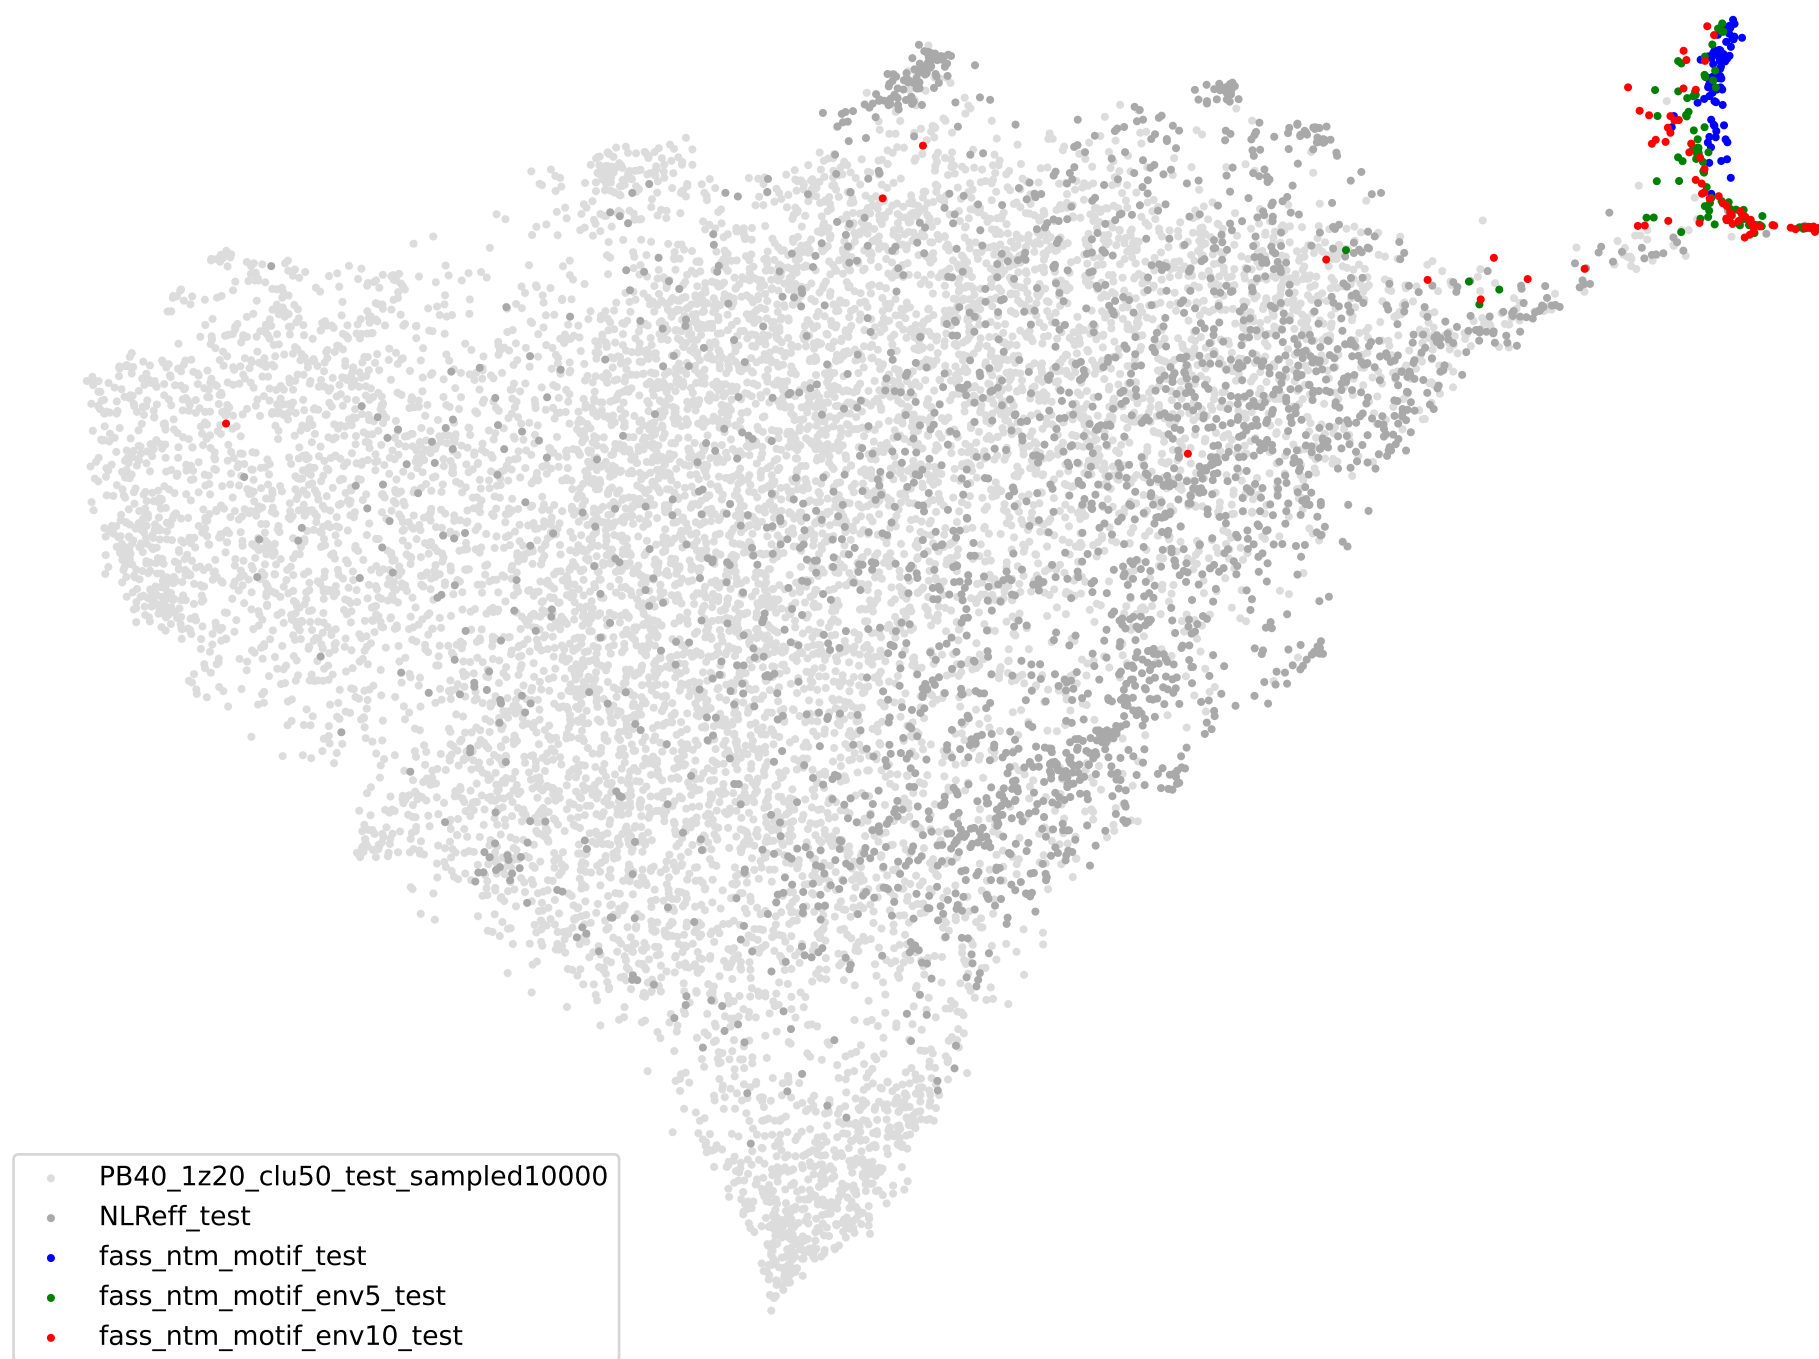 PB40_1z20_clu50_test_sampled10000
NLReff_test
fass_ntm_motif_test
fass_ntm_motif_env5_test
fass_ntm_motif_env10_test